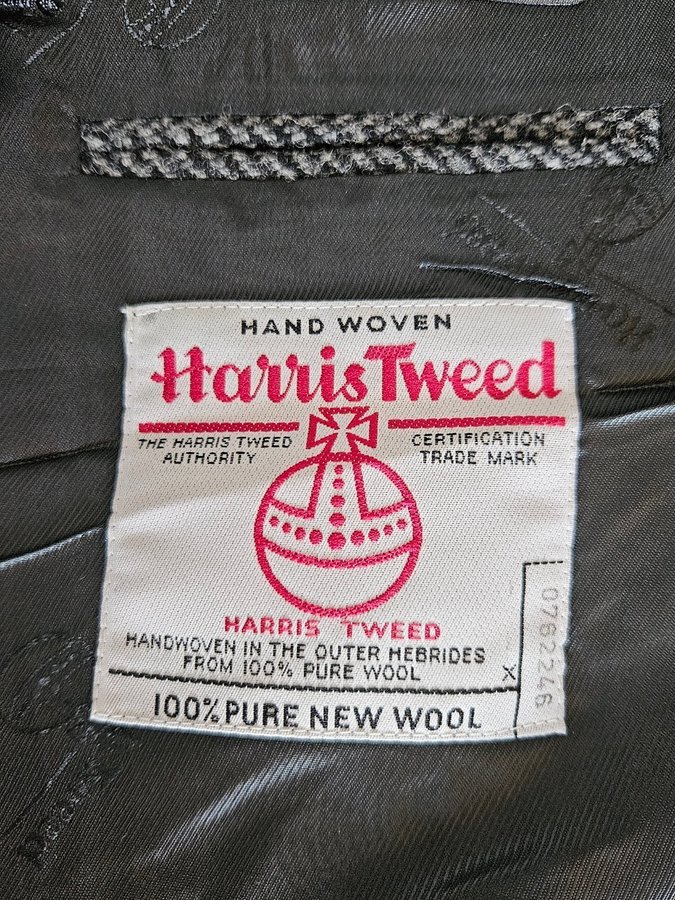 HAND WOVEN
Harris Tweed
THE HARRIS TWEED
AUTHORITY
CERTIFICATION
TRADE MARK
HARRIS TWEED
HANDWOVEN IN THE OUTER HEBRIDES
FROM 100% PURE WOOL
X
100% PURE NEW WOOL
0762246